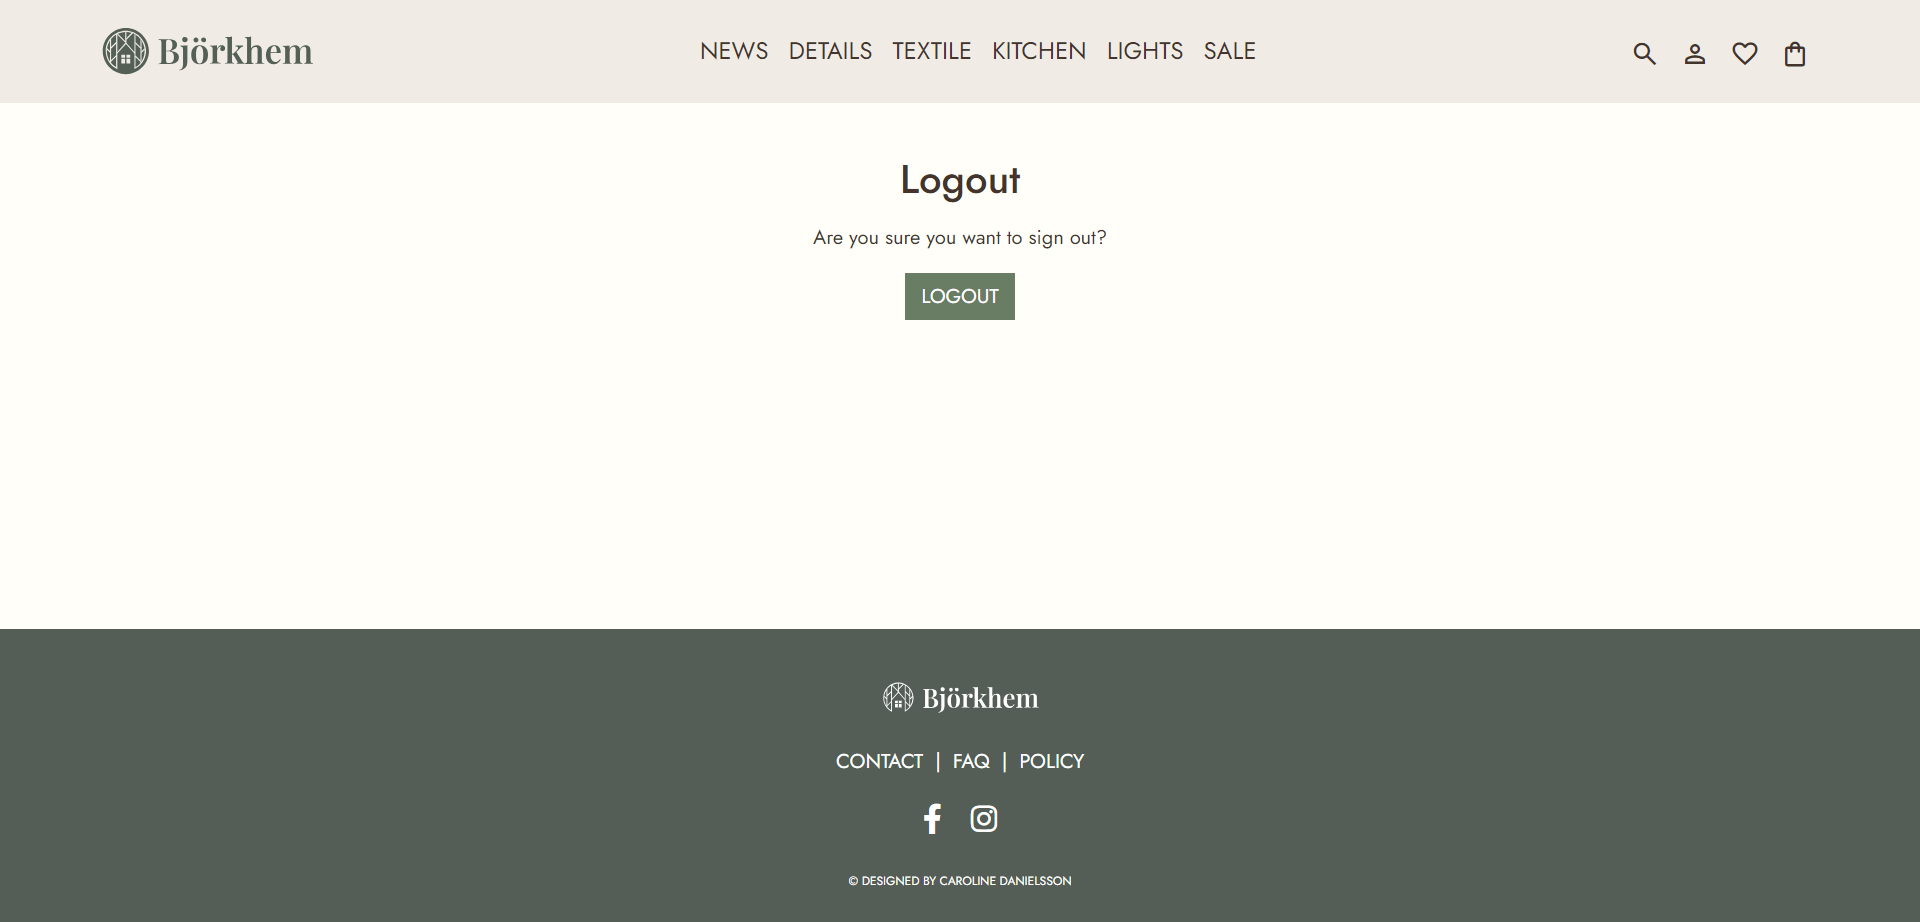 Björkhem
NEWS DETAILS TEXTILE KITCHEN LIGHTS SALE
Logout
Are you sure you want to sign out?
LOGOUT
Björkhem
CONTACT | FAQ | POLICY
© DESIGNED BY CAROLINE DANIELSSON